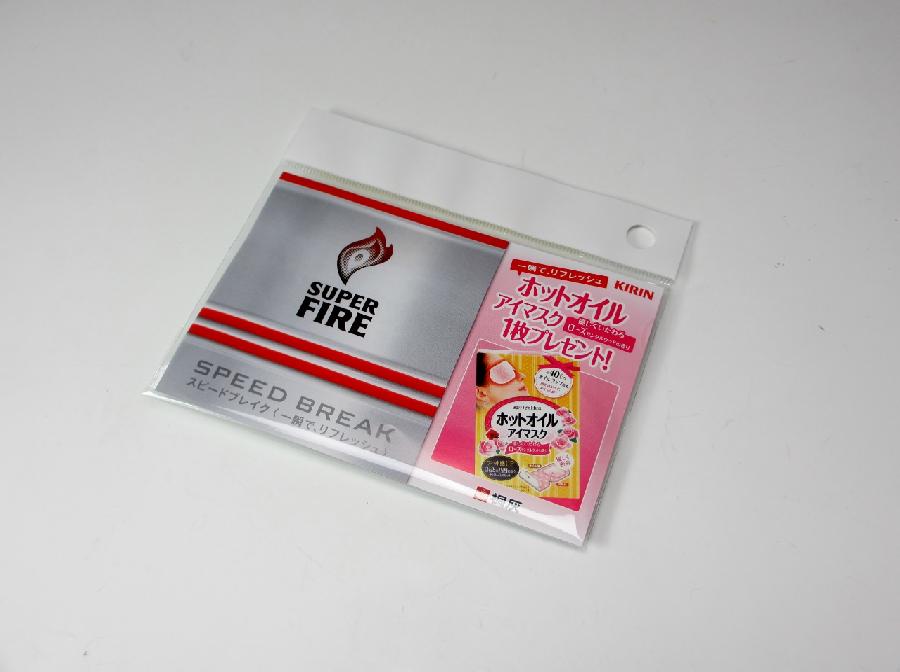 SUPER
FIRE
SPEED BREAK
スピードブレイク（一瞬で、リフレッシュ）
一瞬で、リフレッシュ
KIRIN
ホットオイル
アイマスク
1枚プレゼント!
ホットオイル
アイマスク
桐灰